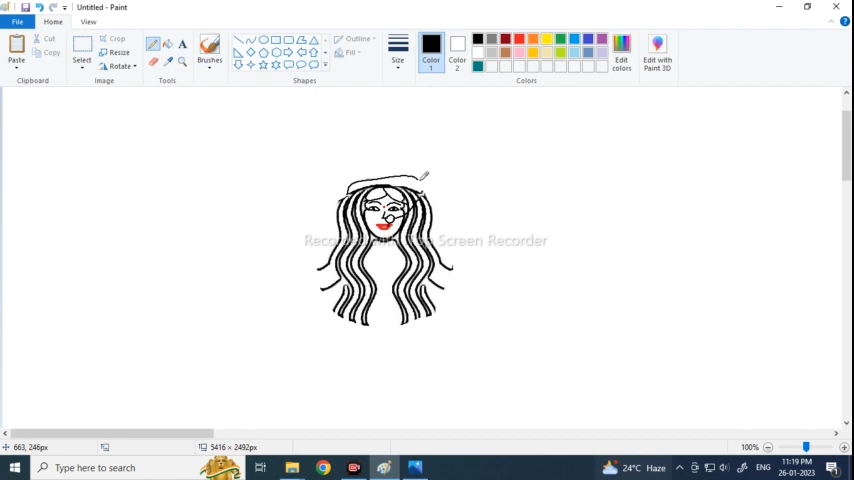 Untitled - Paint
File
Home
View
Paste
Cut
Copy
Clipboard
Select
Crop
Resize
Rotate
Image
Tools
Brushes
Shapes
Outline
Fill
Size
Color
1
Color
2
Colors
Edit
colors
Edit with
Paint 3D
Recorded with iTop Screen Recorder
663, 246px
5416 × 2492px
100%
Type here to search
24°C Haze
ENG
11:19 PM
26-01-2023